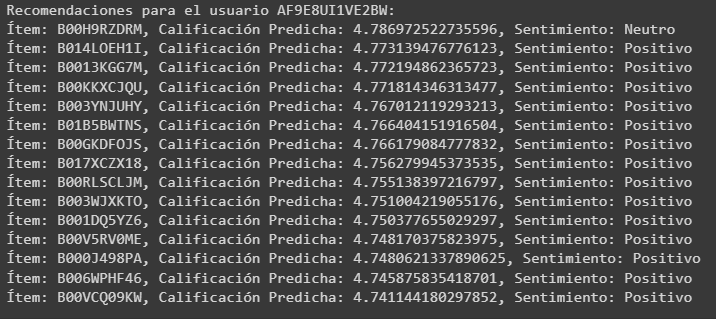 Recomendaciones para el usuario AF9E8UI1VE2BW:
Ítem: B00H9RZDRM, Calificación Predicha: 4.786972522735596, Sentimiento: Neutro
Ítem: B014LOEH1I, Calificación Predicha: 4.773139476776123, Sentimiento: Positivo
Ítem: B0013KGG7M, Calificación Predicha: 4.772194862365723, Sentimiento: Positivo
Ítem: B00KKXCJQU, Calificación Predicha: 4.771814346313477, Sentimiento: Positivo
Ítem: B003YNJUHY, Calificación Predicha: 4.767012119293213, Sentimiento: Positivo
Ítem: B01B5BWTNS, Calificación Predicha: 4.766404151916504, Sentimiento: Positivo
Ítem: B00GKDFOJS, Calificación Predicha: 4.766179084777832, Sentimiento: Positivo
Ítem: B017XCZX18, Calificación Predicha: 4.756279945373535, Sentimiento: Positivo
Ítem: B00RLSCLJM, Calificación Predicha: 4.755138397216797, Sentimiento: Positivo
Ítem: B003WJXKTO, Calificación Predicha: 4.751004219055176, Sentimiento: Positivo
Ítem: B001DQ5YZ6, Calificación Predicha: 4.750377655029297, Sentimiento: Positivo
Ítem: B00V5RV0ME, Calificación Predicha: 4.748170375823975, Sentimiento: Positivo
Ítem: B000J498PA, Calificación Predicha: 4.7480621337890625, Sentimiento: Positivo
Ítem: B006WPHF46, Calificación Predicha: 4.745875835418701, Sentimiento: Positivo
Ítem: B00VCQ09KW, Calificación Predicha: 4.741144180297852, Sentimiento: Positivo